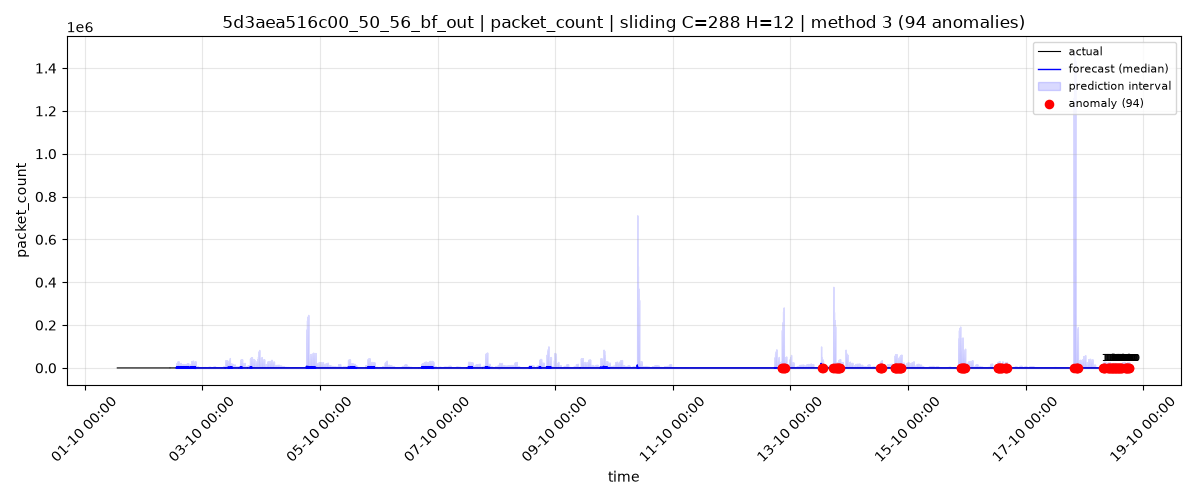 5d3aea516c00_50_56_bf_out | packet_count | sliding C=288 H=12 | method 3 (94 anomalies)
1e6
actual
forecast (median)
prediction interval
anomaly (94)
1.4
1.2
1.0
0.8
0.6
0.4
0.2
0.0
packet_count
01-10 00:00
03-10 00:00
05-10 00:00
07-10 00:00
09-10 00:00
11-10 00:00
13-10 00:00
15-10 00:00
17-10 00:00
19-10 00:00
time